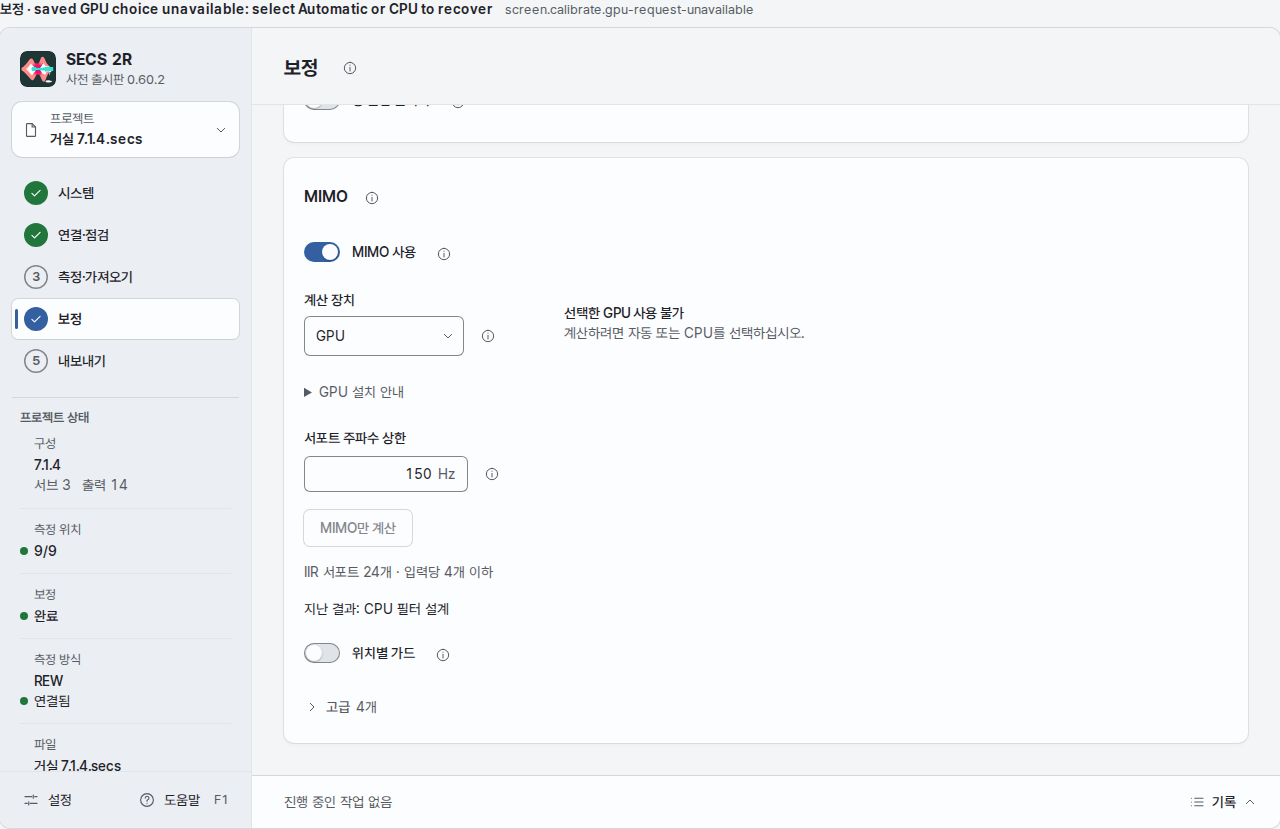 보정 · saved GPU choice unavailable: select Automatic or CPU to recover screen.calibrate.gpu-request-unavailable
SECS 2R
사전 출시판 0.60.2
프로젝트
거실 7.1.4.secs
시스템
연결·점검
3 측정·가져오기
보정
5 내보내기
프로젝트 상태
구성
7.1.4
서브 3 출력 14
측정 위치
9/9
보정
완료
측정 방식
REW
연결됨
파일
거실 7.1.4.secs
설정
도움말 F1
보정
MIMO
MIMO 사용
계산 장치
GPU
선택한 GPU 사용 불가
계산하려면 자동 또는 CPU를 선택하십시오.
GPU 설치 안내
서포트 주파수 상한
150 Hz
MIMO만 계산
IIR 서포트 24개 · 입력당 4개 이하
지난 결과: CPU 필터 설계
위치별 가드
고급 4개
진행 중인 작업 없음
기록